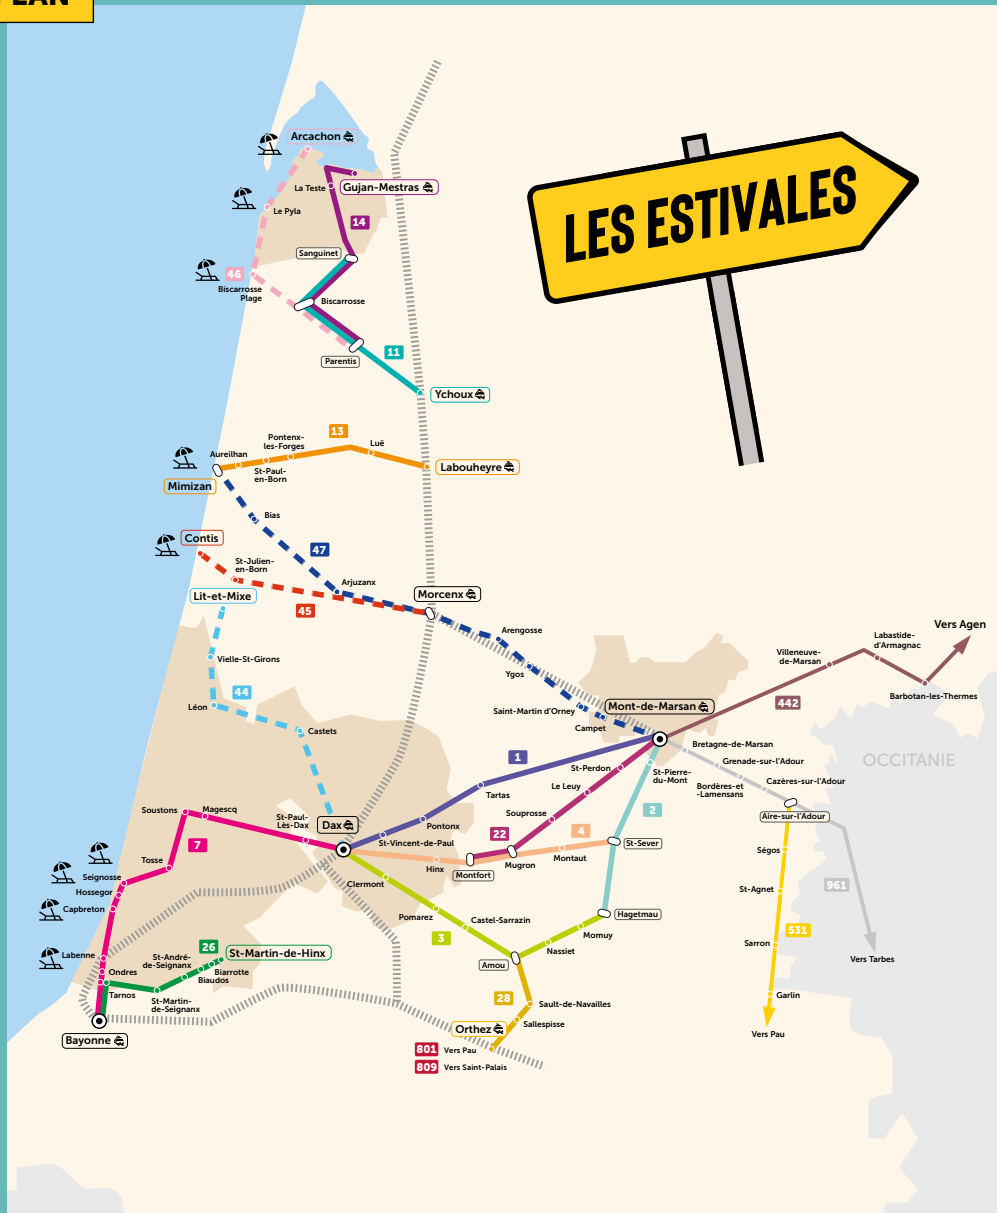 PLAN
LES ESTIVALES
Arcachon
La Teste
Gujan-Mestras
Le Pyla
14
Sanguinet
46
Biscarrosse
Plage
Biscarrosse
Parentis
11
Ychoux
13
Pontenx-
les-Forges
Luë
Aureilhan
St-Paul-
en-Born
Labouheyre
Mimizan
Bias
Contis
47
St-Julien-
en-Born
Arjuzanx
Lit-et-Mixe
45
Morcenx
Arengosse
Ygos
Vers Agen
Labastide-
d'Armagnac
Villeneuve-
de-Marsan
Barbotan-les-Thermes
442
Vielle-St-Girons
44
Léon
Castets
Saint-Martin d'Orney
Campet
Mont-de-Marsan
Bretagne-de-Marsan
Grenade-sur-l'Adour
OCCITANIE
1
St-Perdon
St-Pierre-
du-Mont
Bordères-et
-Lamensans
Cazères-sur-l'Adour
Le Leuy
Tartas
Souprosse
2
Aire-sur-l'Adour
Soustons
Magescq
St-Paul-
Lès-Dax
Dax
Pontonx
St-Vincent-de-Paul
22
4
7
St-Sever
Ségos
Tosse
Hinx
Montfort
Mugron
Montaut
Seignosse
Hossegor
Clermont
St-Agnet
961
Capbreton
Pomarez
Castel-Sarrazin
Hagetmau
3
Momuy
531
Nassiet
Sarron
26
St-Martin-de-Hinx
Labenne
St-André-
de-Seignanx
Biarrotte
Biaudos
Amou
Vers Tarbes
Ondres
Tarnos
St-Martin-
de-Seignanx
28
Sault-de-Navailles
Garlin
Sallespisse
Bayonne
Orthez
Vers Pau
801 Vers Pau
809 Vers Saint-Palais